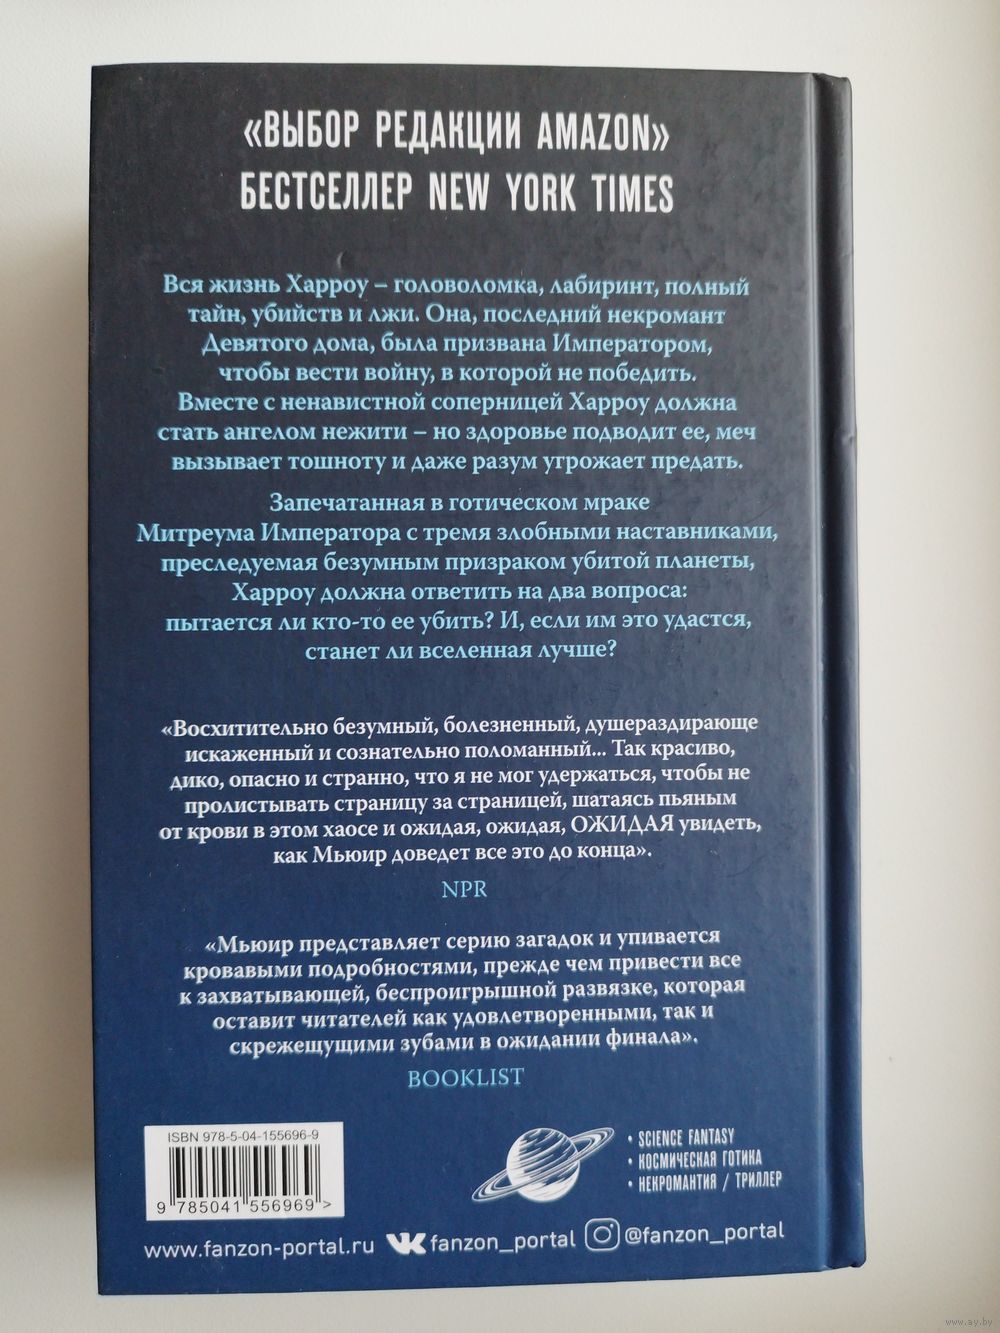 «ВЫБОР РЕДАКЦИИ AMAZON»
БЕСТСЕЛЛЕР NEW YORK TIMES
Вся жизнь Харроу – головоломка, лабиринт, полный
тайн, убийств и лжи. Она, последний некромант
Девятого дома, была призвана Императором,
чтобы вести войну, в которой не победить.
Вместе с ненавистной соперницей Харроу должна
стать ангелом нежити – но здоровье подводит ее, меч
вызывает тошноту и даже разум угрожает предать.
Запечатанная в готическом мраке
Митреума Императора с тремя злобными наставниками,
преследуемая безумным призраком убитой планеты,
Харроу должна ответить на два вопроса:
пытается ли кто-то ее убить? И, если им это удастся,
станет ли вселенная лучше?
«Восхитительно безумный, болезненный, душераздирающе
искаженный и сознательно поломанный... Так красиво,
дико, опасно и странно, что я не мог удержаться, чтобы не
пролистывать страницу за страницей, шатаясь пьяным
от крови в этом хаосе и ожидая, ожидая, ОЖИДАЯ увидеть,
как Мьюир доведет все это до конца».
NPR
«Мьюир представляет серию загадок и упивается
кровавыми подробностями, прежде чем привести все
к захватывающей, беспроигрышной развязке, которая
оставит читателей как удовлетворенными, так и
скрежещущими зубами в ожидании финала».
BOOKLIST
ISBN 978-5-04-155696-9
9 785041 556969 >
• SCIENCE FANTASY
• КОСМИЧЕСКАЯ ГОТИКА
• НЕКРОМАНТИЯ / ТРИЛЛЕР
www.fanzon-portal.ru fanzon_portal @fanzon_portal
www.ay.by